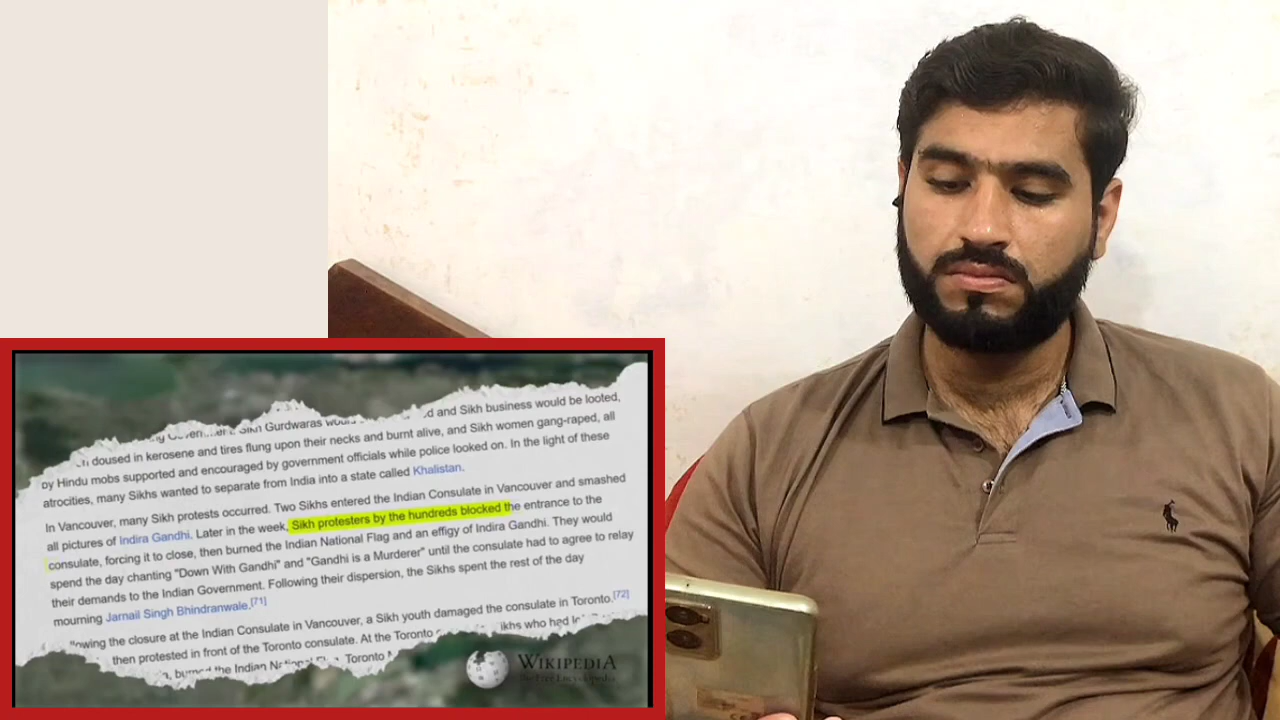 Sikh Gurdwaras and Sikh business would be looted,
doused in kerosene and tires flung upon their necks and burnt alive, and Sikh women gang-raped, all
by Hindu mobs supported and encouraged by government officials while police looked on. In the light of these
atrocities, many Sikhs wanted to separate from India into a state called Khalistan.
In Vancouver, many Sikh protests occurred. Two Sikhs entered the Indian Consulate in Vancouver and smashed
all pictures of Indira Gandhi. Later in the week, Sikh protesters by the hundreds blocked the entrance to the
consulate, forcing it to close, then burned the Indian National Flag and an effigy of Indira Gandhi. They would
spend the day chanting "Down With Gandhi" and "Gandhi is a Murderer" until the consulate had to agree to relay
their demands to the Indian Government. Following their dispersion, the Sikhs spent the rest of the day
mourning Jarnail Singh Bhindranwale.[71]
the closure at the Indian Consulate in Vancouver, a Sikh youth damaged the consulate in Toronto.[72]
then protested in front of the Toronto consulate. At the Toronto who had
the Indian Toronto
WIKIPEDIA
The Free Encyclopedia